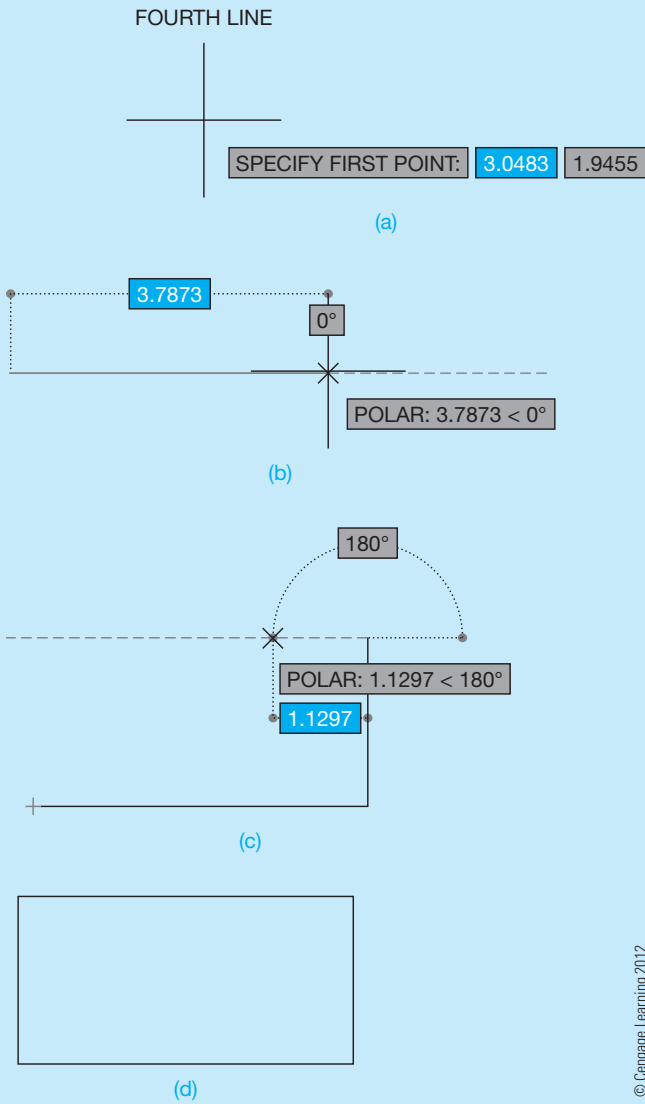 FOURTH LINE
SPECIFY FIRST POINT: 3.0483 1.9455
(a)
3.7873
0°
POLAR: 3.7873 < 0°
(b)
180°
POLAR: 1.1297 < 180°
1.1297
(c)
(d)
© Cengage Learning 2012